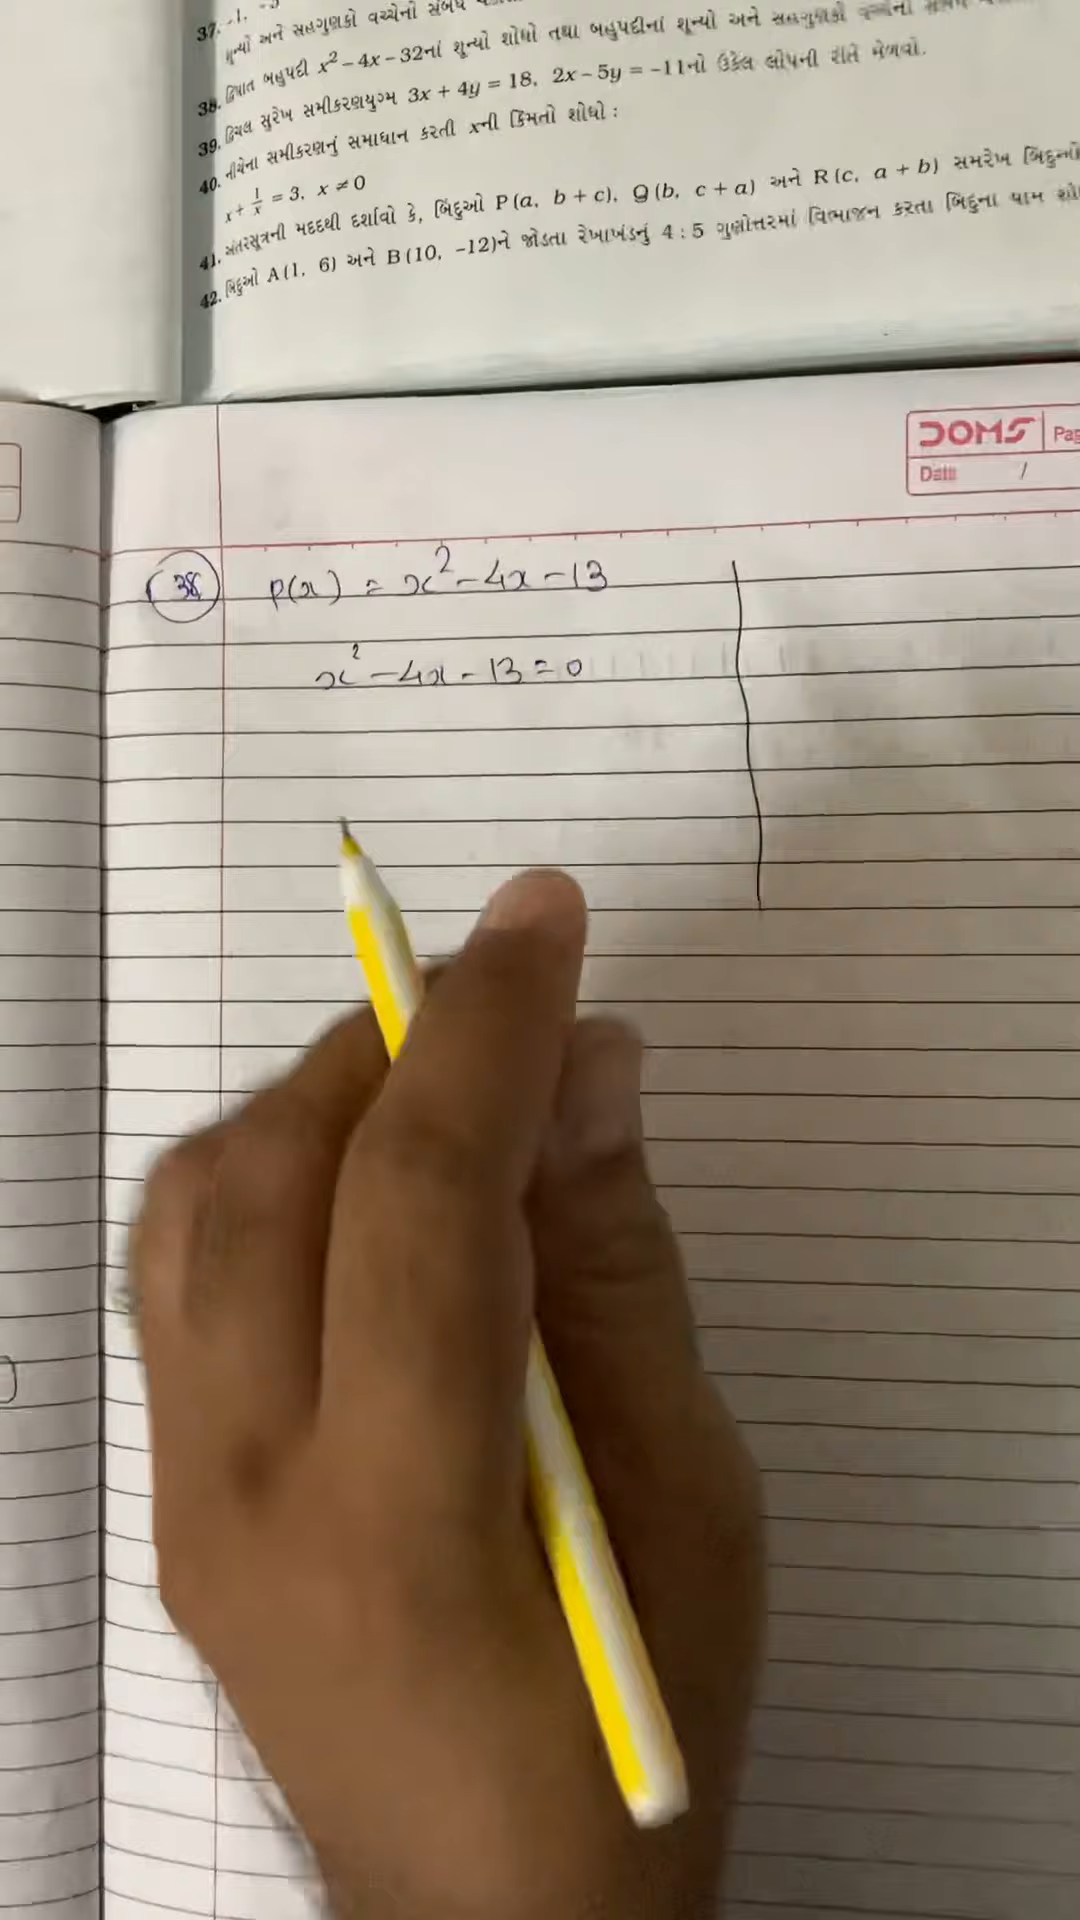 37. -1,
શૂન્યો અને સહગુણકો વચ્ચેનો સંબંધ
38. દ્વિઘાત બહુપદી x² – 4x – 32નાં શૂન્યો શોધો તથા બહુપદીનાં શૂન્યો અને સહગુણકો વચ્ચેનો
39. દ્વિચલ સુરેખ સમીકરણયુગ્મ 3x + 4y = 18, 2x – 5y = –11નો ઉકેલ લોપની રીતે મેળવો.
40. નીચેના સમીકરણનું સમાધાન કરતી xની કિંમતો શોધો :
x + 1/x = 3, x ≠ 0
41. અંતરસૂત્રની મદદથી દર્શાવો કે, બિંદુઓ P(a, b + c), Q(b, c + a) અને R(c, a + b) સમરેખ બિંદુઓ
42. બિંદુઓ A(1, 6) અને B(10, –12)ને જોડતા રેખાખંડનું 4 : 5 ગુણોત્તરમાં વિભાજન કરતા બિંદુના યામ
DOMS Pag
Date /
38 P(x) = x² – 4x – 13
x² – 4x – 13 = 0